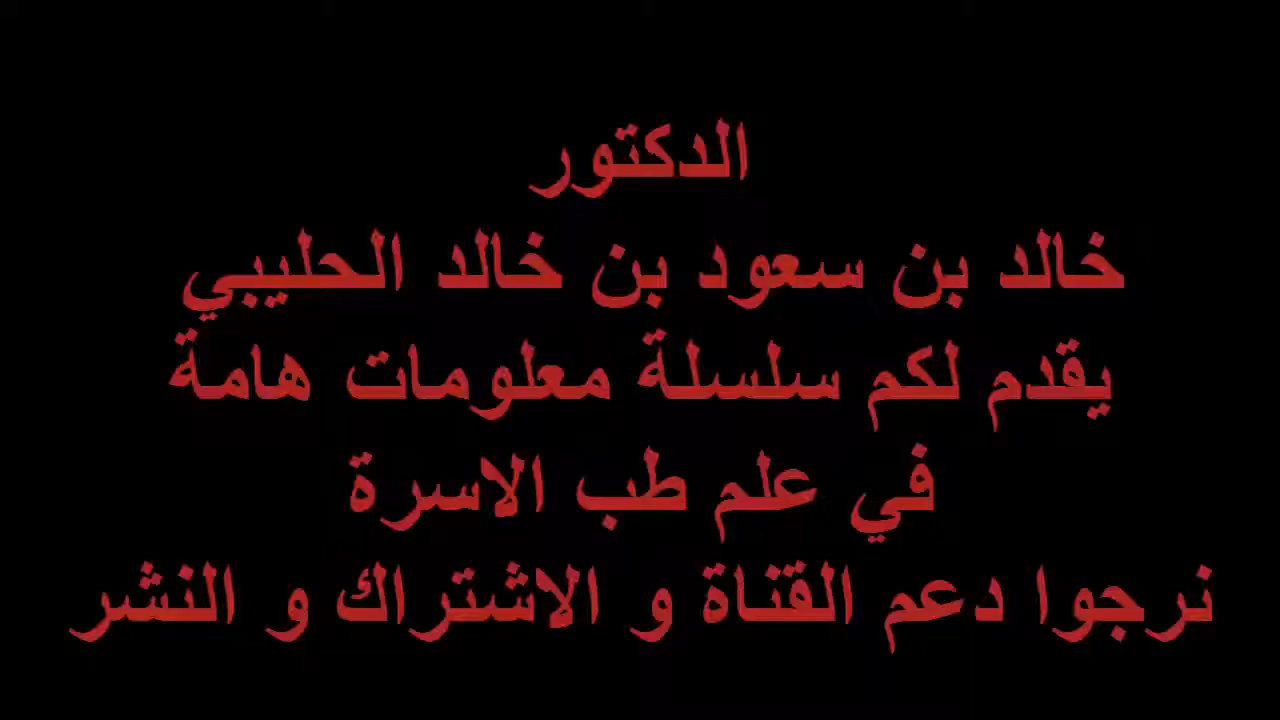 الدكتور
خالد بن سعود بن خالد الحليبي
يقدم لكم سلسلة معلومات هامة
في علم طب الاسرة
نرجوا دعم القناة و الاشتراك و النشر